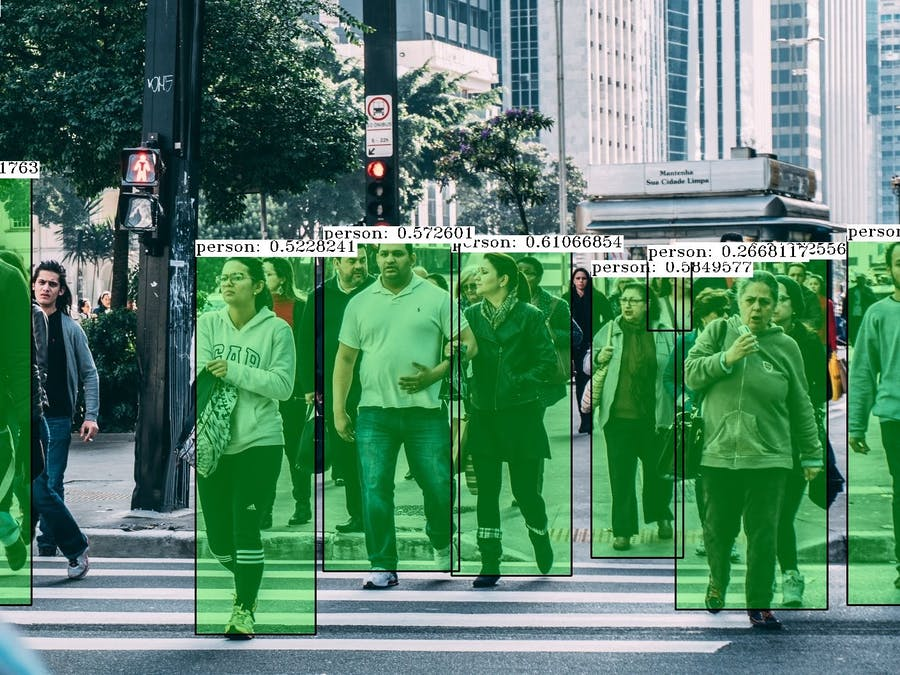 1763
person: 0.5228241
person: 0.572601
person: 0.61066854
person: 0.5849577
person: 0.26681172556
person
Mantenha
Sua Cidade Limpa
GAP